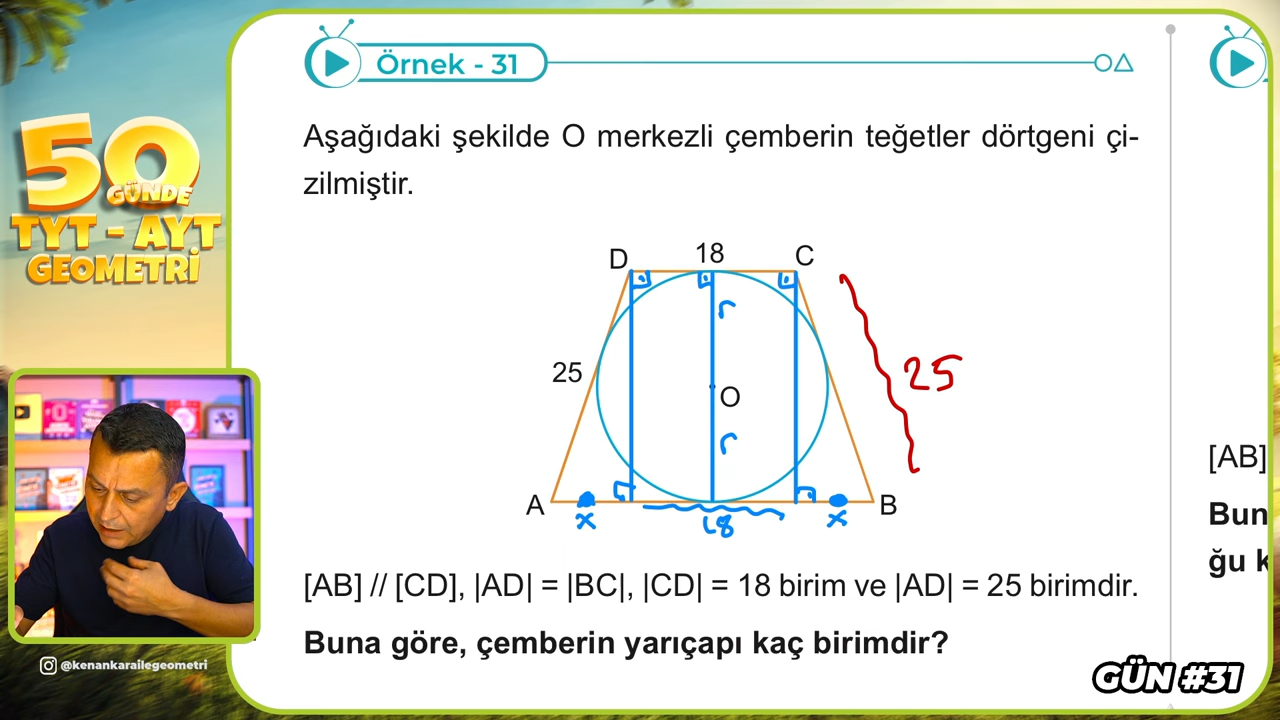 Örnek - 31
Aşağıdaki şekilde O merkezli çemberin teğetler dörtgeni çi-
zilmiştir.
50
GÜNDE
TYT - AYT
GEOMETRİ
D 18 C
r
25
25
O
r
A B
x 18 x
[AB] // [CD], |AD| = |BC|, |CD| = 18 birim ve |AD| = 25 birimdir.
Buna göre, çemberin yarıçapı kaç birimdir?
[AB]
Bun
ğu k
@kenankarailegeometri
GÜN #31